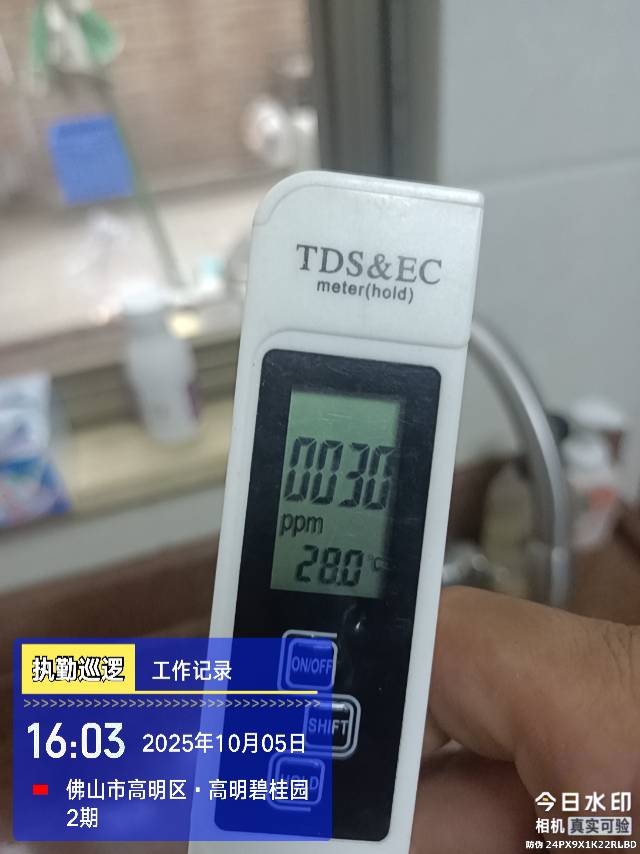 TDS&EC
meter(hold)
0030
ppm
28.0 °C
ON/OFF
SHIFT
HOLD
执勤巡逻 工作记录
16:03 2025年10月05日
佛山市高明区·高明碧桂园
2期
今日水印
相机 真实可验
防伪 24PX9X1K22RLBD